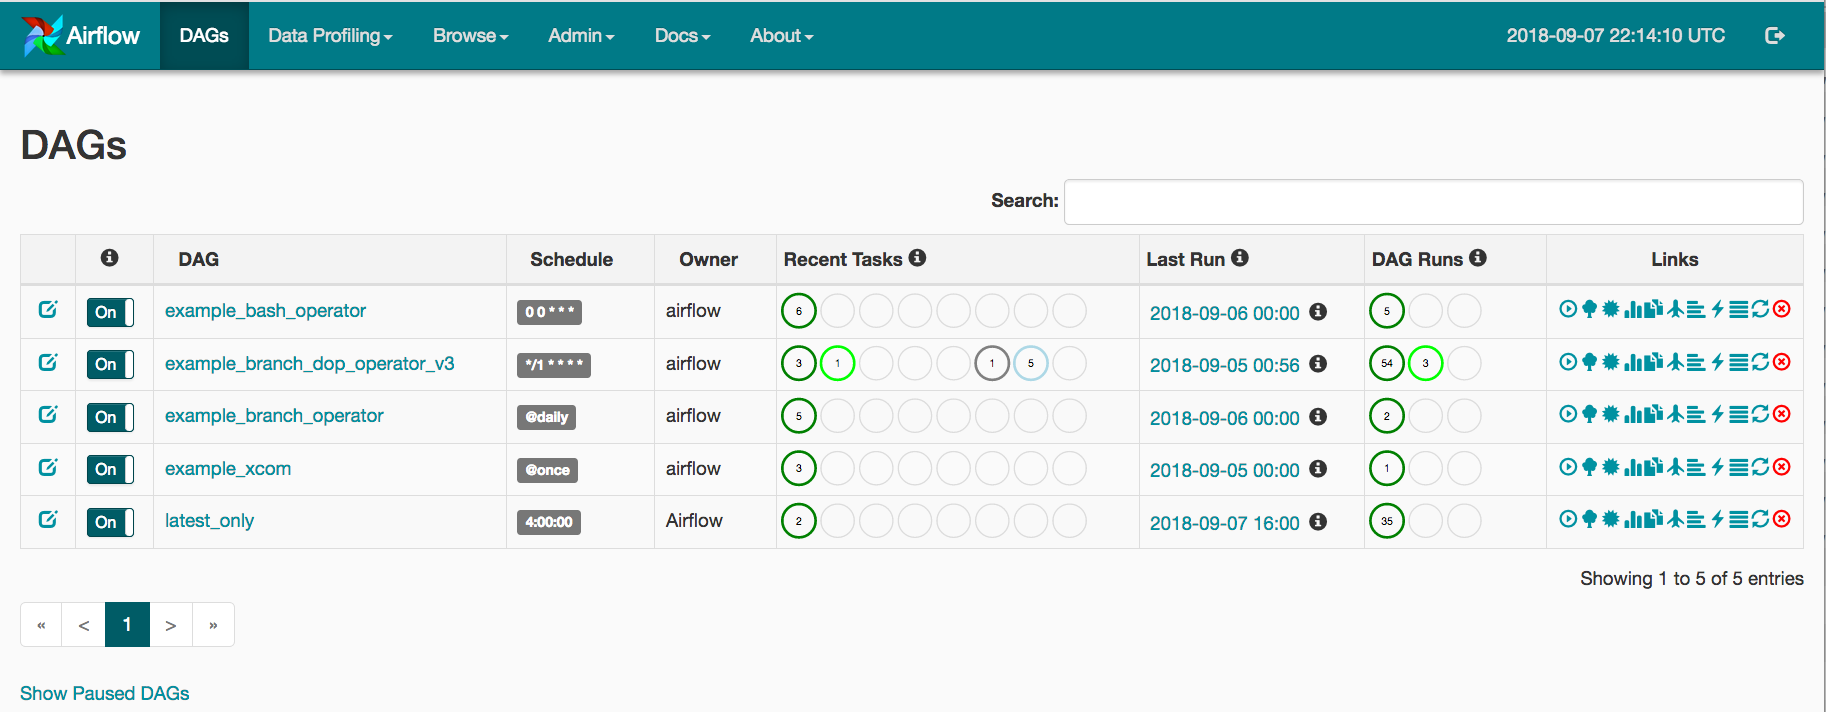 Airflow DAGs Data Profiling Browse Admin Docs About 2018-09-07 22:14:10 UTC
DAGs
Search:
DAG Schedule Owner Recent Tasks Last Run DAG Runs Links
On example_bash_operator 0 0 * * * airflow 6 2018-09-06 00:00 5
On example_branch_dop_operator_v3 */1 * * * * airflow 3 1 1 5 2018-09-05 00:56 54 3
On example_branch_operator @daily airflow 5 2018-09-06 00:00 2
On example_xcom @once airflow 3 2018-09-05 00:00 1
On latest_only 4:00:00 Airflow 2 2018-09-07 16:00 35
Showing 1 to 5 of 5 entries
« < 1 > »
Show Paused DAGs